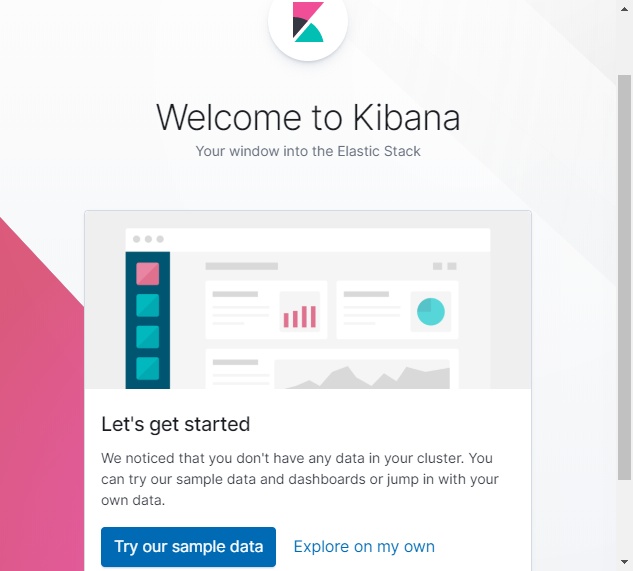 Welcome to Kibana
Your window into the Elastic Stack
Let's get started
We noticed that you don't have any data in your cluster. You
can try our sample data and dashboards or jump in with your
own data.
Try our sample data Explore on my own